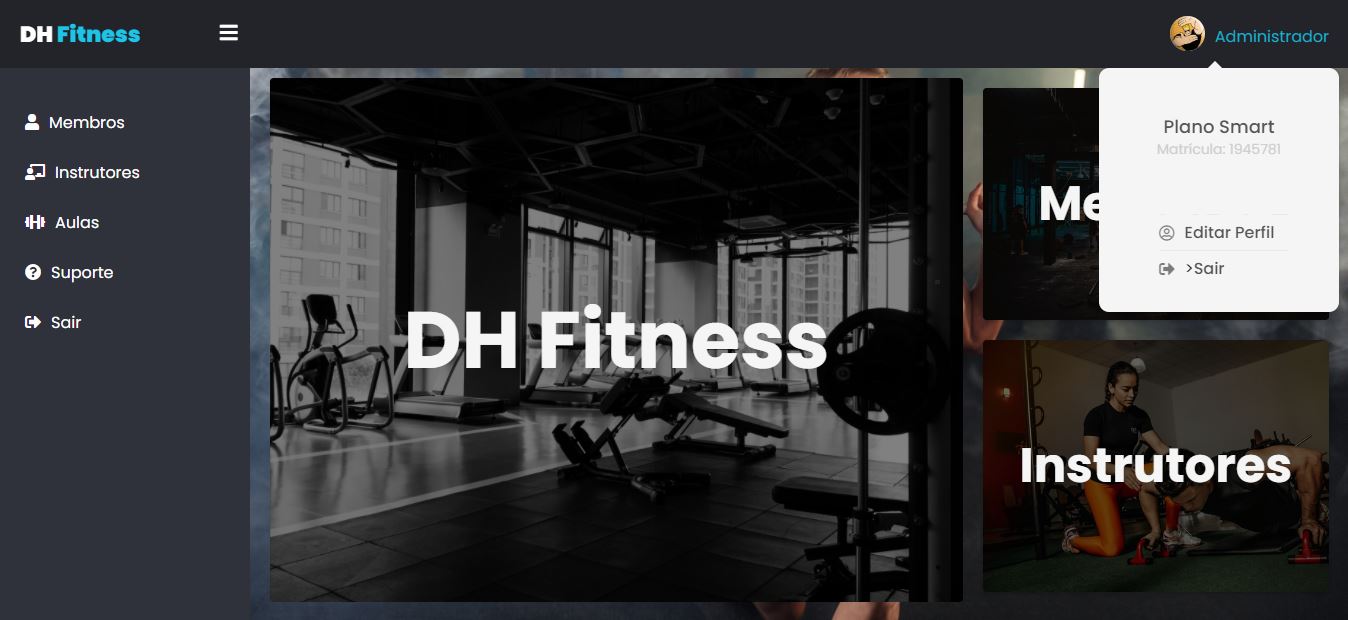 DH Fitness
Administrador
Membros
Instrutores
Aulas
Suporte
Sair
DH Fitness
Me
Instrutores
Plano Smart
Matrícula: 1945781
Editar Perfil
>Sair